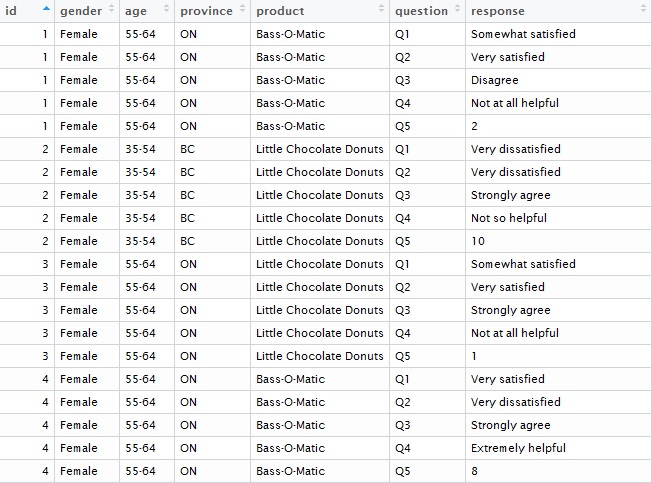 id gender age province product question response
1 Female 55-64 ON Bass-O-Matic Q1 Somewhat satisfied
1 Female 55-64 ON Bass-O-Matic Q2 Very satisfied
1 Female 55-64 ON Bass-O-Matic Q3 Disagree
1 Female 55-64 ON Bass-O-Matic Q4 Not at all helpful
1 Female 55-64 ON Bass-O-Matic Q5 2
2 Female 35-54 BC Little Chocolate Donuts Q1 Very dissatisfied
2 Female 35-54 BC Little Chocolate Donuts Q2 Very dissatisfied
2 Female 35-54 BC Little Chocolate Donuts Q3 Strongly agree
2 Female 35-54 BC Little Chocolate Donuts Q4 Not so helpful
2 Female 35-54 BC Little Chocolate Donuts Q5 10
3 Female 55-64 ON Little Chocolate Donuts Q1 Somewhat satisfied
3 Female 55-64 ON Little Chocolate Donuts Q2 Very satisfied
3 Female 55-64 ON Little Chocolate Donuts Q3 Strongly agree
3 Female 55-64 ON Little Chocolate Donuts Q4 Not at all helpful
3 Female 55-64 ON Little Chocolate Donuts Q5 1
4 Female 55-64 ON Bass-O-Matic Q1 Very satisfied
4 Female 55-64 ON Bass-O-Matic Q2 Very dissatisfied
4 Female 55-64 ON Bass-O-Matic Q3 Strongly agree
4 Female 55-64 ON Bass-O-Matic Q4 Extremely helpful
4 Female 55-64 ON Bass-O-Matic Q5 8